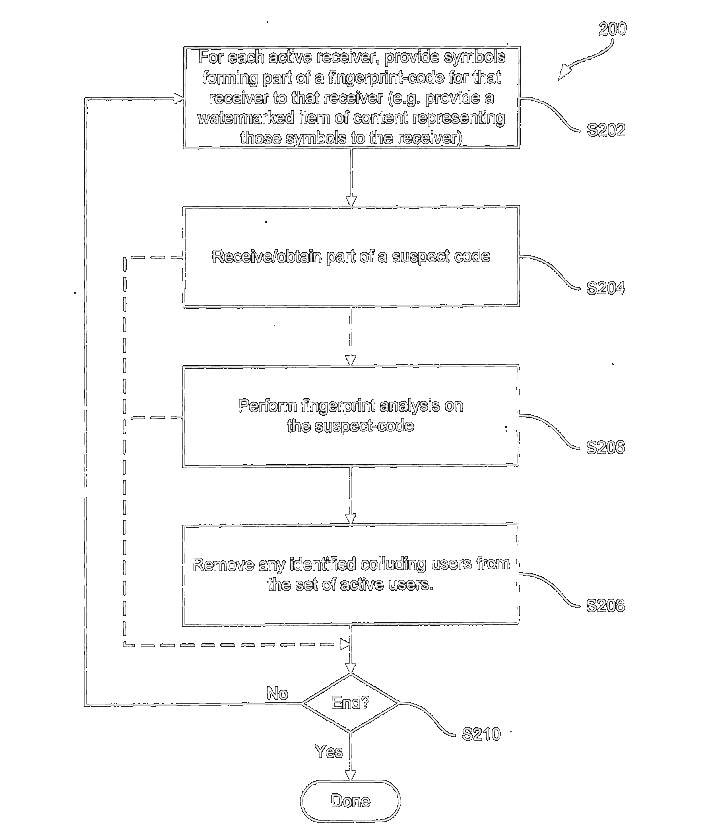 200
For each active receiver, provide symbols
forming part of a fingerprint-code for that
receiver to that receiver (e.g. provide a
watermarked item of content representing
those symbols to the receiver)
S202
Receive/obtain part of a suspect code
S204
Perform fingerprint analysis on
the suspect-code
S206
Remove any identified colluding users from
the set of active users.
S208
End?
No
S210
Yes
Done